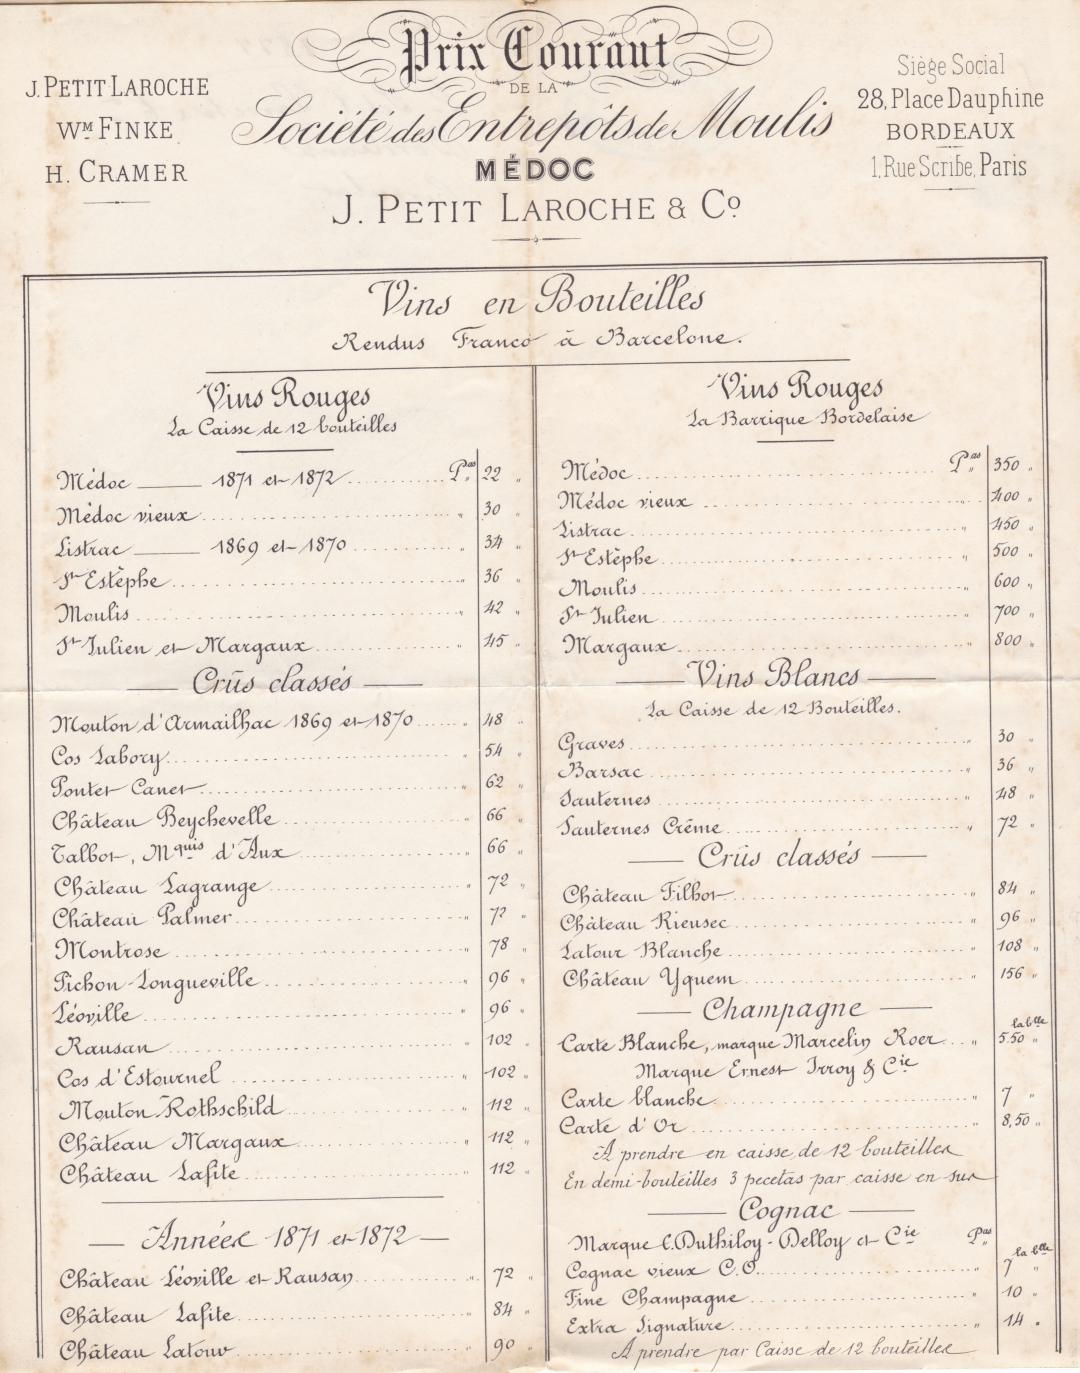 Prix Courant
DE LA
Société des Entrepôts de Moulis
MÉDOC
J. PETIT LAROCHE & Cº
J. PETIT LAROCHE
WM FINKE
H. CRAMER
Siège Social
28, Place Dauphine
BORDEAUX
1, Rue Scribe, Paris
Vins en Bouteilles
Rendus Franco à Barcelone.
Vins Rouges
La Caisse de 12 bouteilles
Médoc 1871 et 1872 Ptas 22 "
Médoc vieux " 30 "
Listrac 1869 et 1870 " 34 "
St Estèphe " 36 "
Moulis " 42 "
St Julien et Margaux " 45 "
Crûs classés
Mouton d'Armailhac 1869 et 1870 " 48 "
Cos Labory " 54 "
Pontet Canet " 62 "
Château Beychevelle " 66 "
Talbot, Mquis d'Aux " 66 "
Château Lagrange " 72 "
Château Palmer " 72 "
Montrose " 78 "
Pichon-Longueville " 96 "
Léoville " 96 "
Rausan " 102 "
Cos d'Estournel " 102 "
Mouton-Rothschild " 112 "
Château Margaux " 112 "
Château Lafite " 112 "
Années 1871 et 1872
Château Léoville et Rausan " 72 "
Château Lafite " 84 "
Château Latour " 90 "
Vins Rouges
La Barrique Bordelaise
Médoc Ptas 350 "
Médoc vieux " 400 "
Listrac " 450 "
St Estèphe " 500 "
Moulis " 600 "
St Julien " 700 "
Margaux " 800 "
Vins Blancs
La Caisse de 12 Bouteilles.
Graves " 30 "
Barsac " 36 "
Sauternes " 48 "
Sauternes Crême " 72 "
Crûs classés
Château Filhot " 84 "
Château Rieusec " 96 "
Latour Blanche " 108 "
Château Yquem " 156 "
Champagne
la blle
Carte Blanche, marque Marcelin Roer " 5.50 "
Marque Ernest Irroy & Cie
Carte blanche " 7 "
Carte d'Or " 8,50 "
A prendre en caisse de 12 bouteilles
En demi-bouteilles 3 pecetas par caisse en sus
Cognac
Marque C. Duthiloy-Delloy et Cie Ptas
la blle
Cognac vieux C.O. 7 "
Fine Champagne " 10 "
Extra Signature " 14 "
A prendre par Caisse de 12 bouteilles